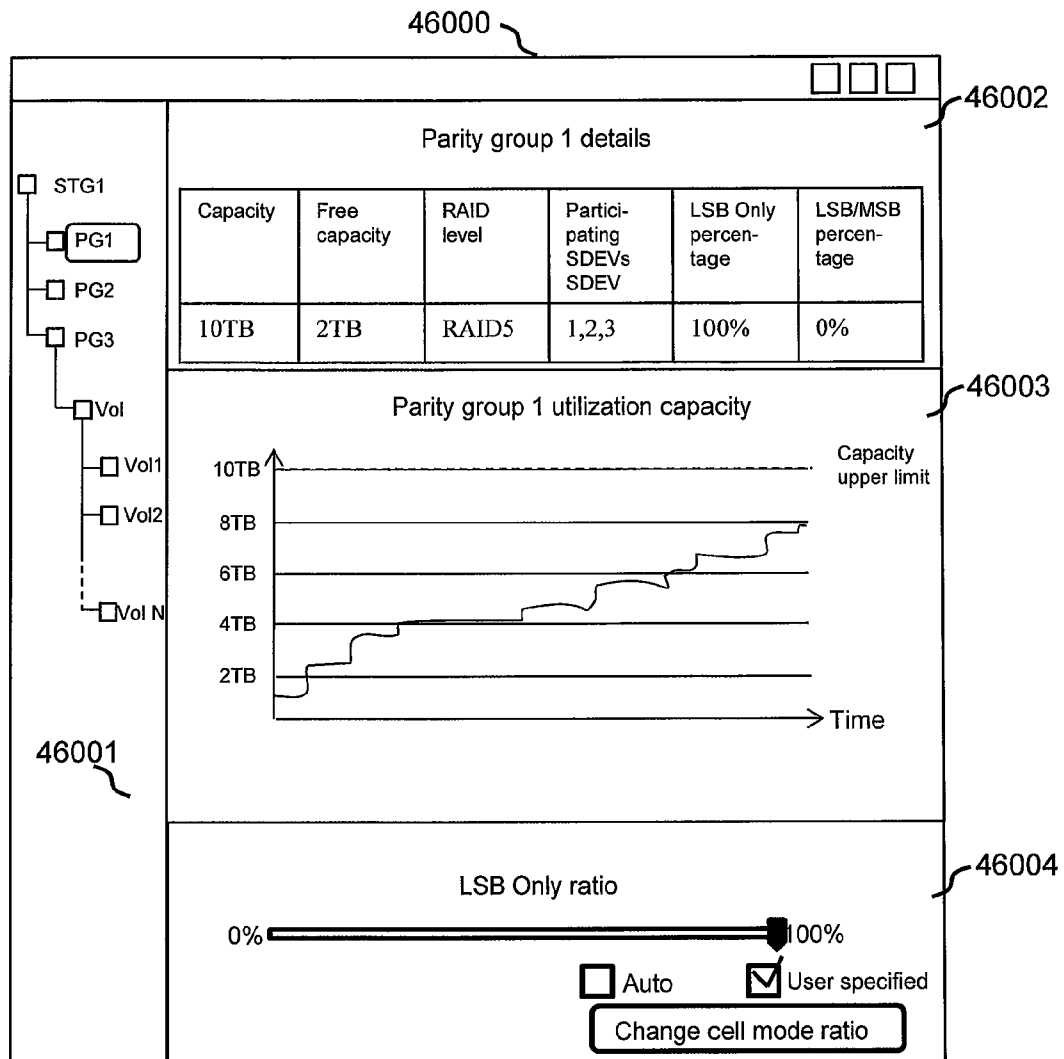 46000
46002
Parity group 1 details
STG1
PG1
PG2
PG3
Vol
Vol1
Vol2
Vol N
46001
Capacity
Free
capacity
RAID
level
Partici-
pating
SDEVs
SDEV
LSB Only
percen-
tage
LSB/MSB
percen-
tage
10TB
2TB
RAID5
1,2,3
100%
0%
46003
Parity group 1 utilization capacity
10TB
8TB
6TB
4TB
2TB
Capacity
upper limit
Time
46004
LSB Only ratio
0%
100%
Auto
User specified
Change cell mode ratio